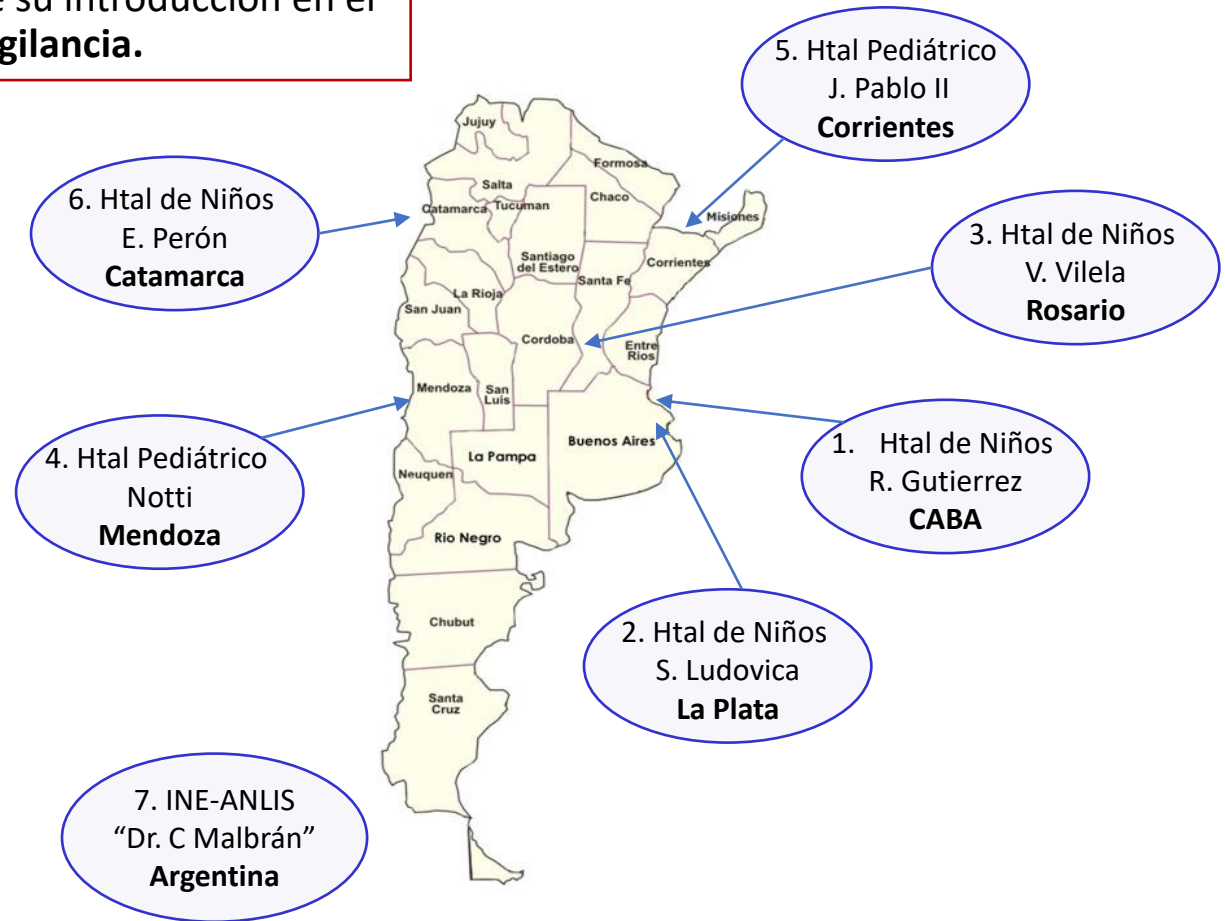 e su introducción en el
gilancia.
5. Htal Pediátrico
J. Pablo II
Corrientes
6. Htal de Niños
E. Perón
Catamarca
3. Htal de Niños
V. Vilela
Rosario
4. Htal Pediátrico
Notti
Mendoza
1. Htal de Niños
R. Gutierrez
CABA
2. Htal de Niños
S. Ludovica
La Plata
7. INE-ANLIS
“Dr. C Malbrán”
Argentina
Jujuy
Formosa
Salta
Chaco
Catamarca
Tucuman
Misiones
Santiago
del Estero
Santa Fe
Corrientes
La Rioja
San Juan
Cordoba
Entre
Rios
Mendoza
San
Luis
Buenos Aires
La Pampa
Neuquen
Rio Negro
Chubut
Santa
Cruz